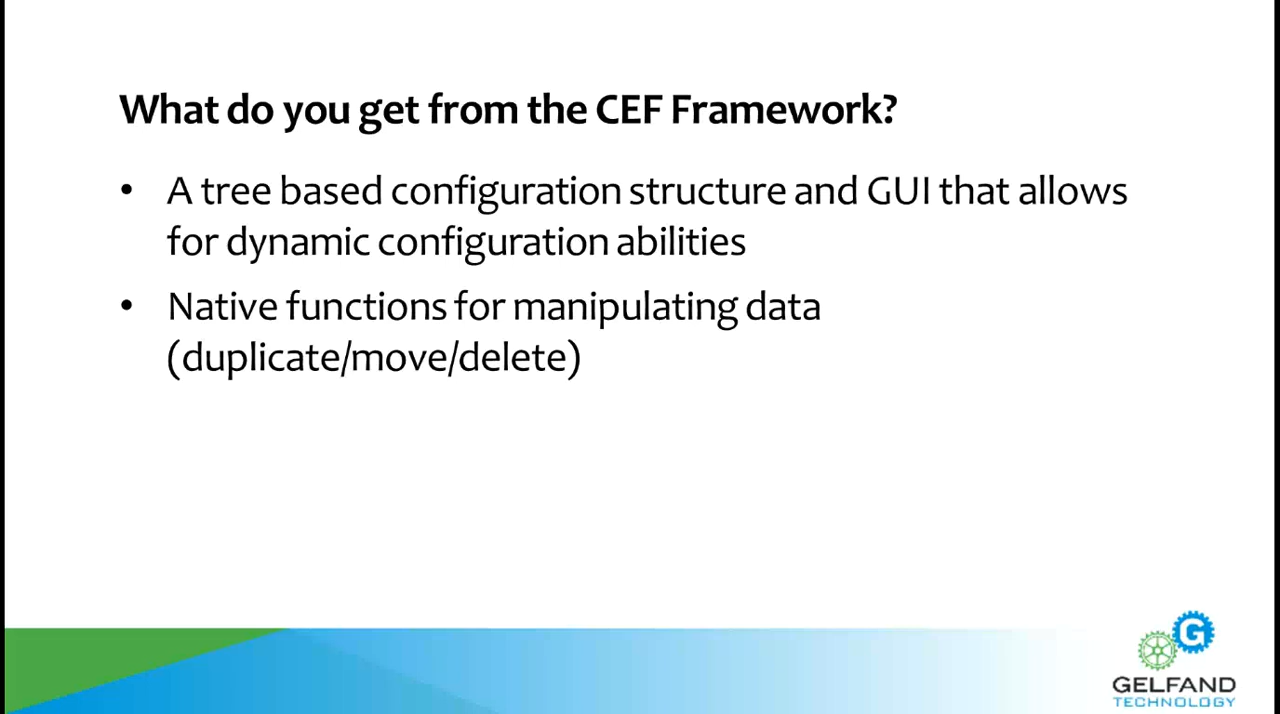 What do you get from the CEF Framework?
• A tree based configuration structure and GUI that allows
for dynamic configuration abilities
• Native functions for manipulating data
(duplicate/move/delete)
G
GELFAND
TECHNOLOGY